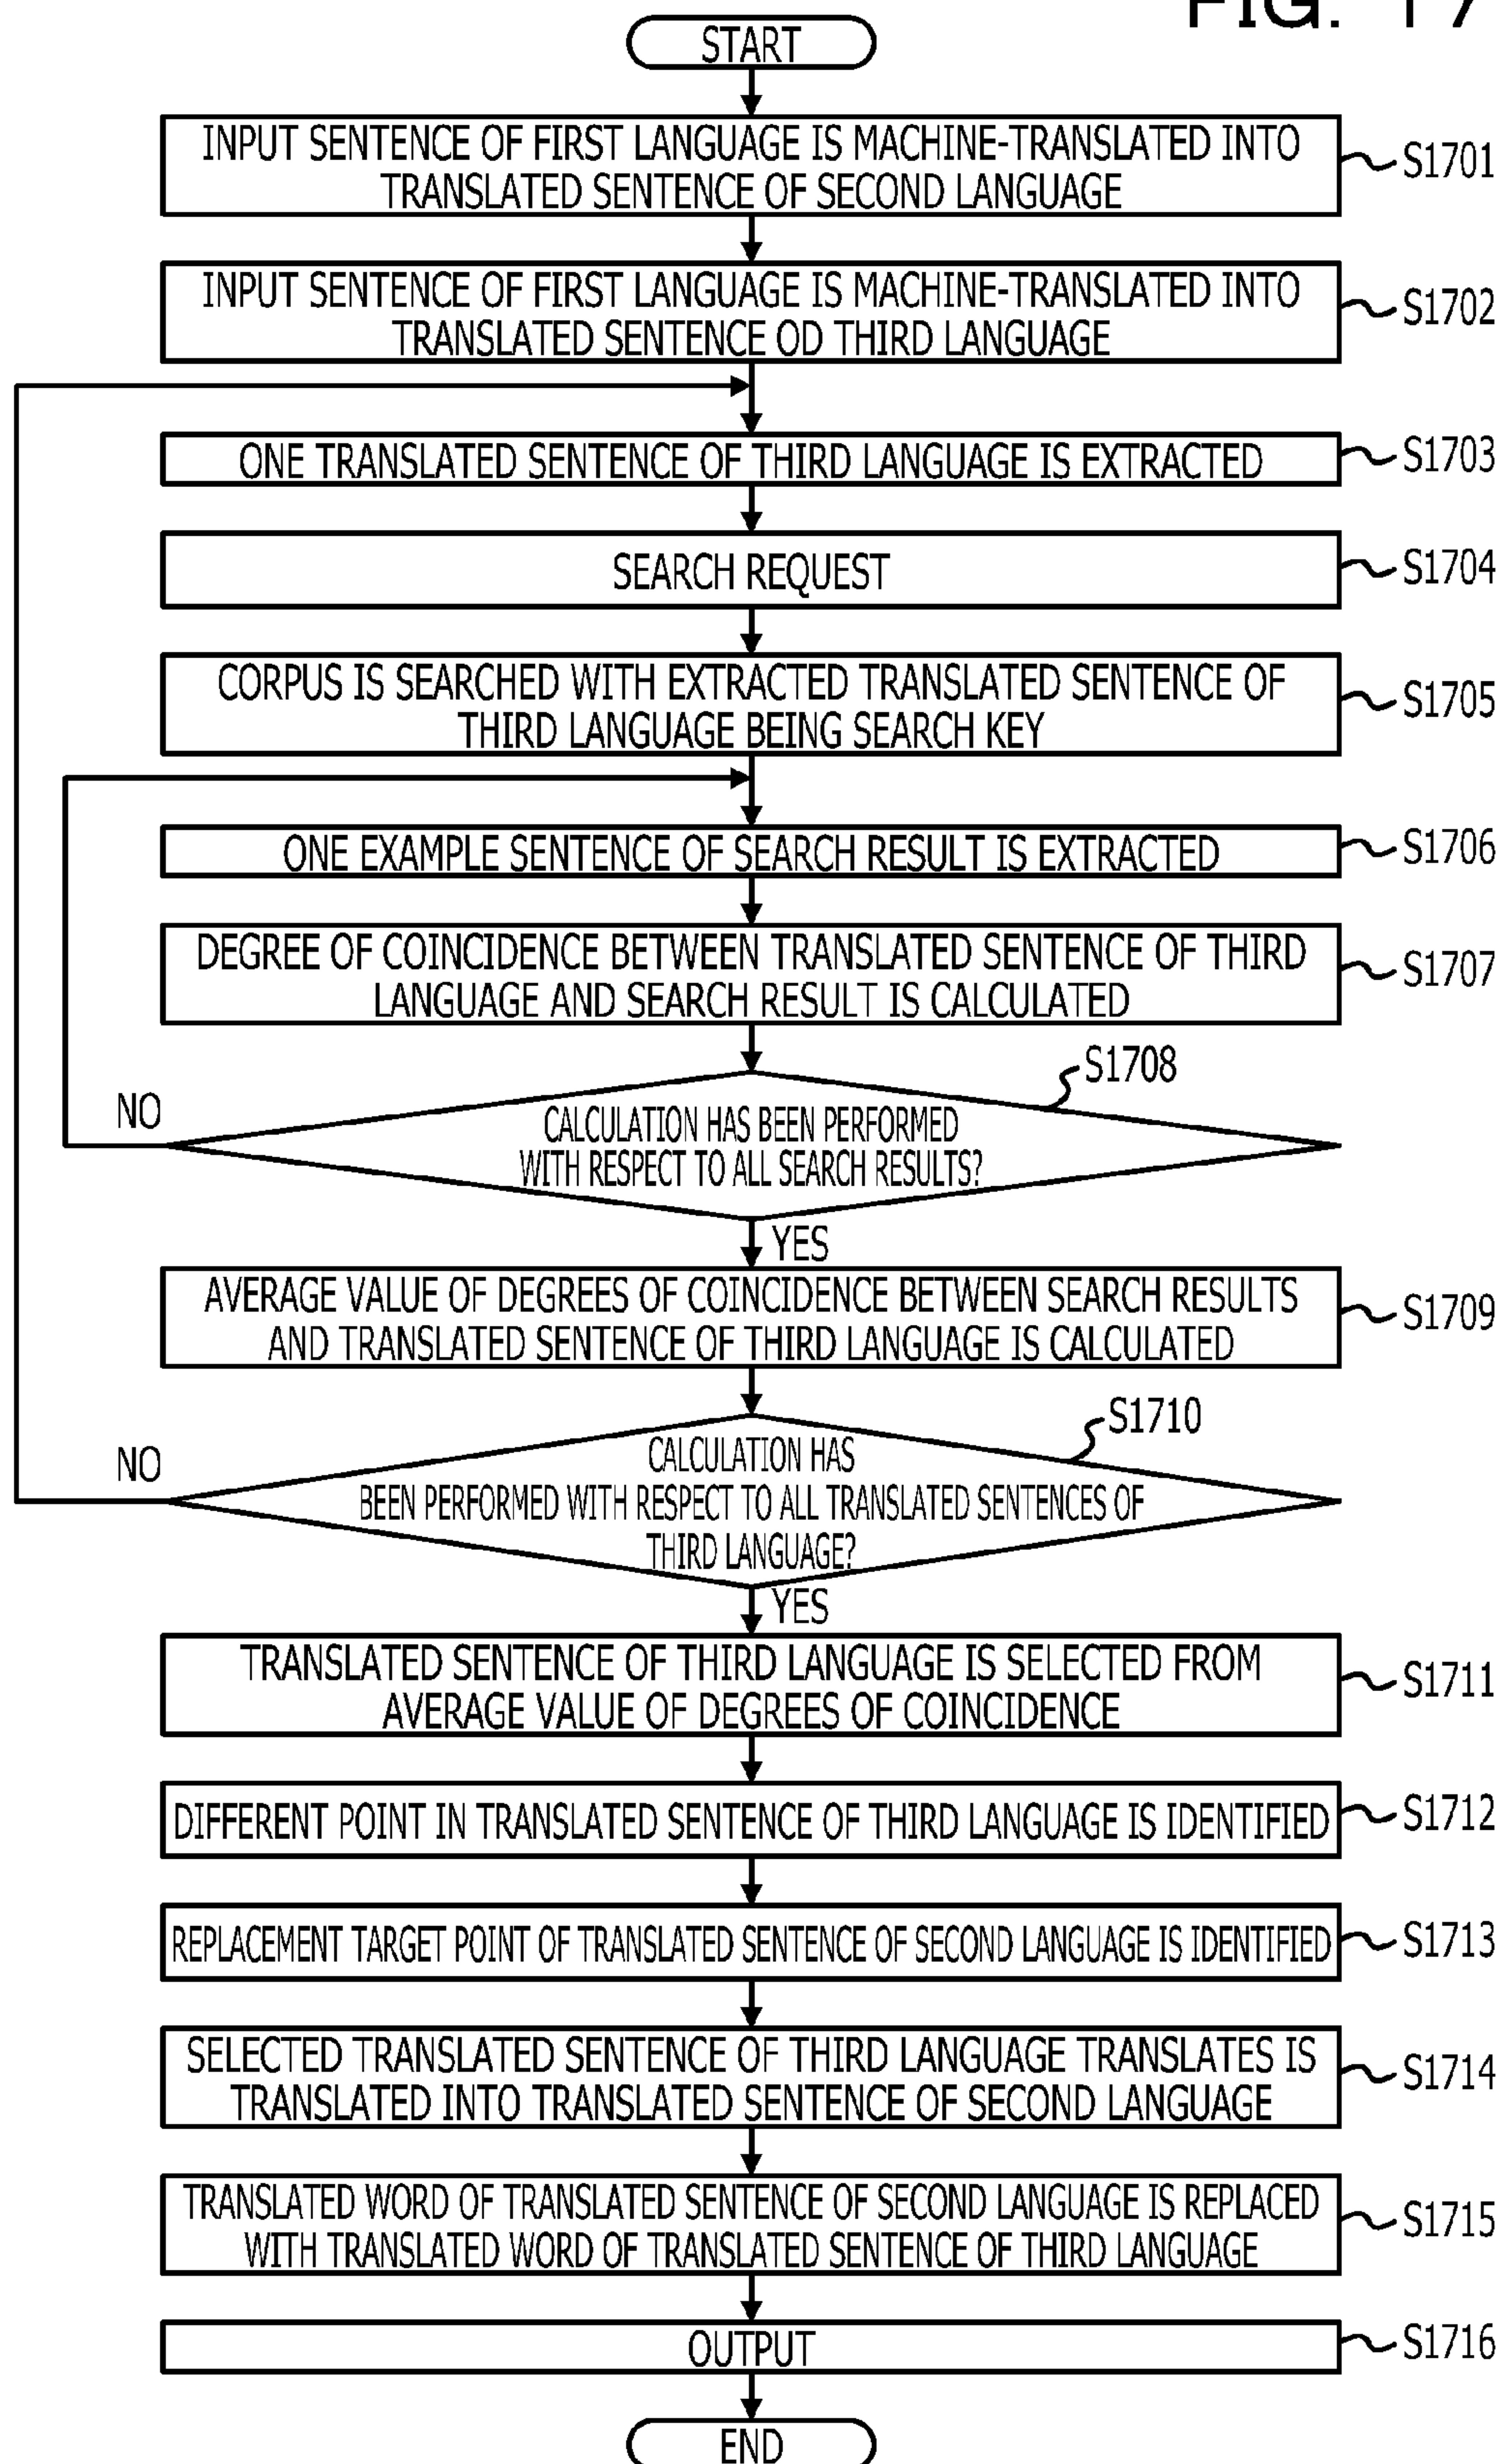 FIG. 17
START
INPUT SENTENCE OF FIRST LANGUAGE IS MACHINE-TRANSLATED INTO
TRANSLATED SENTENCE OF SECOND LANGUAGE
S1701
INPUT SENTENCE OF FIRST LANGUAGE IS MACHINE-TRANSLATED INTO
TRANSLATED SENTENCE OD THIRD LANGUAGE
S1702
ONE TRANSLATED SENTENCE OF THIRD LANGUAGE IS EXTRACTED
S1703
SEARCH REQUEST
S1704
CORPUS IS SEARCHED WITH EXTRACTED TRANSLATED SENTENCE OF
THIRD LANGUAGE BEING SEARCH KEY
S1705
ONE EXAMPLE SENTENCE OF SEARCH RESULT IS EXTRACTED
S1706
DEGREE OF COINCIDENCE BETWEEN TRANSLATED SENTENCE OF THIRD
LANGUAGE AND SEARCH RESULT IS CALCULATED
S1707
S1708
NO
CALCULATION HAS BEEN PERFORMED
WITH RESPECT TO ALL SEARCH RESULTS?
YES
AVERAGE VALUE OF DEGREES OF COINCIDENCE BETWEEN SEARCH RESULTS
AND TRANSLATED SENTENCE OF THIRD LANGUAGE IS CALCULATED
S1709
S1710
NO
CALCULATION HAS
BEEN PERFORMED WITH RESPECT TO ALL TRANSLATED SENTENCES OF
THIRD LANGUAGE?
YES
TRANSLATED SENTENCE OF THIRD LANGUAGE IS SELECTED FROM
AVERAGE VALUE OF DEGREES OF COINCIDENCE
S1711
DIFFERENT POINT IN TRANSLATED SENTENCE OF THIRD LANGUAGE IS IDENTIFIED
S1712
REPLACEMENT TARGET POINT OF TRANSLATED SENTENCE OF SECOND LANGUAGE IS IDENTIFIED
S1713
SELECTED TRANSLATED SENTENCE OF THIRD LANGUAGE TRANSLATES IS
TRANSLATED INTO TRANSLATED SENTENCE OF SECOND LANGUAGE
S1714
TRANSLATED WORD OF TRANSLATED SENTENCE OF SECOND LANGUAGE IS REPLACED
WITH TRANSLATED WORD OF TRANSLATED SENTENCE OF THIRD LANGUAGE
S1715
OUTPUT
S1716
END